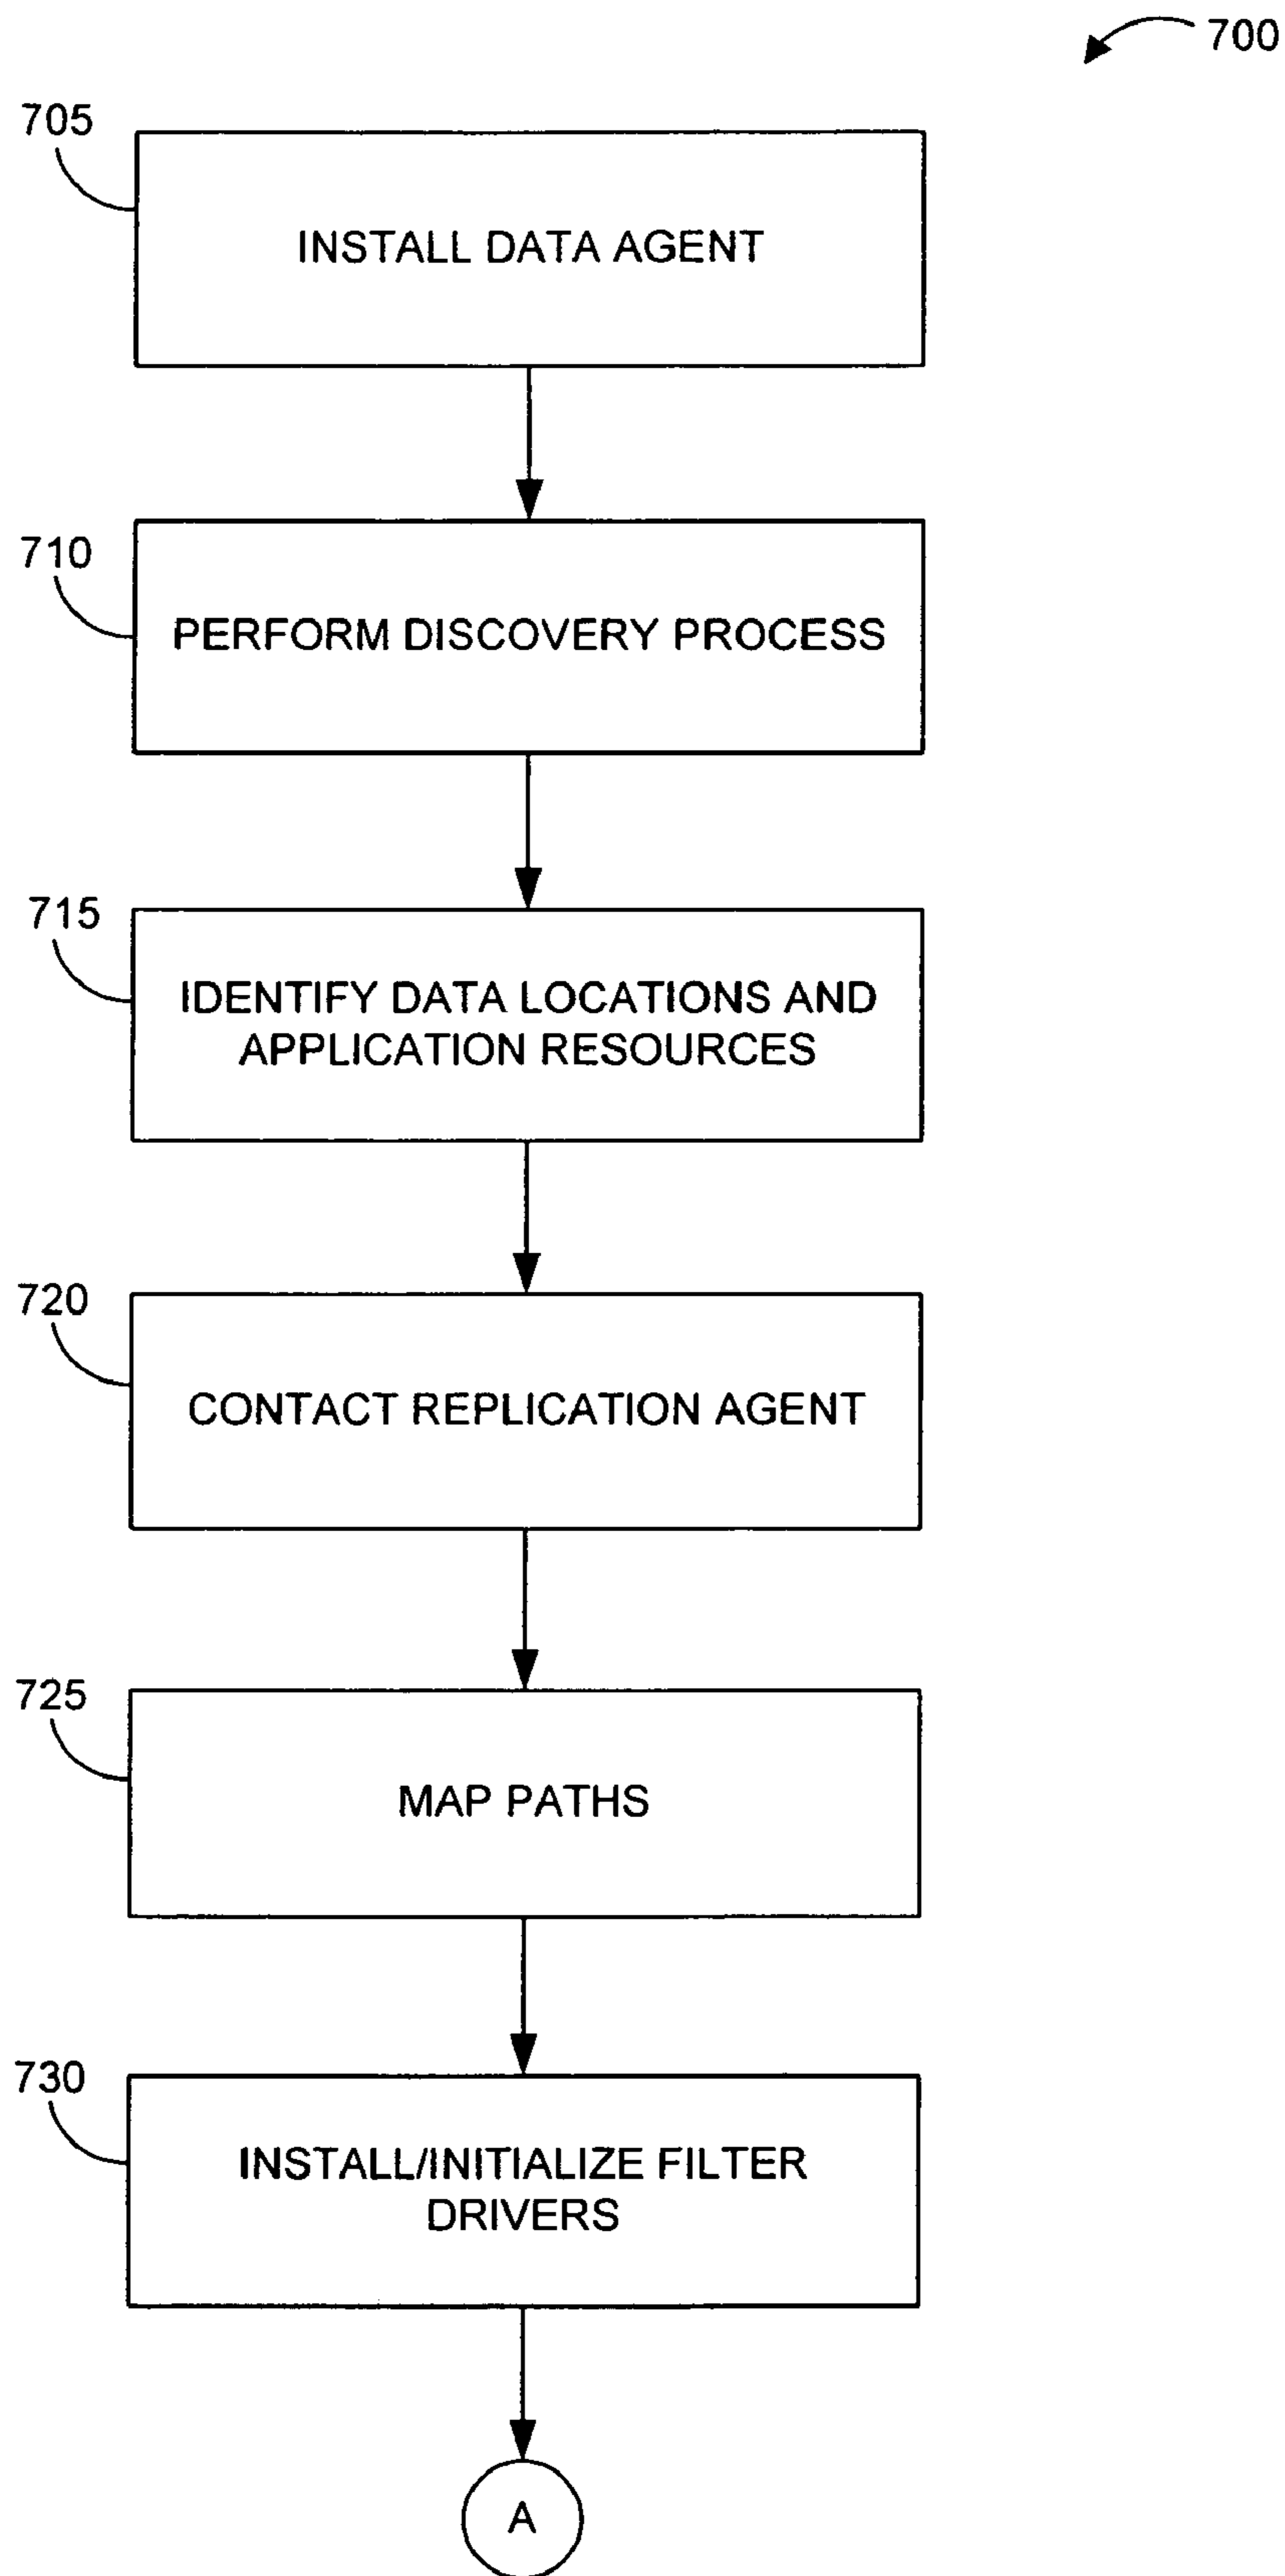 700
705
INSTALL DATA AGENT
710
PERFORM DISCOVERY PROCESS
715
IDENTIFY DATA LOCATIONS AND
APPLICATION RESOURCES
720
CONTACT REPLICATION AGENT
725
MAP PATHS
730
INSTALL/INITIALIZE FILTER
DRIVERS
A